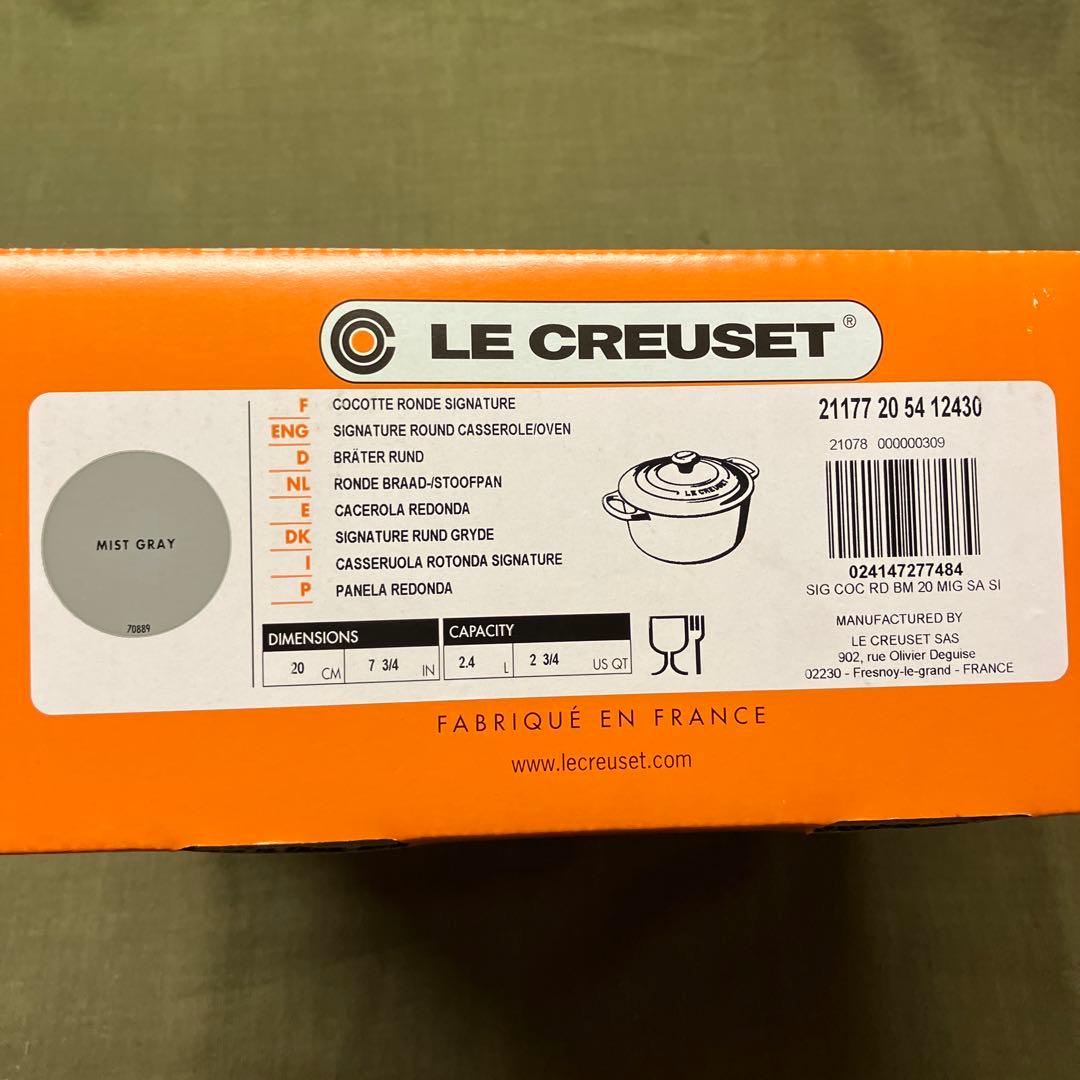 LE CREUSET®
F COCOTTE RONDE SIGNATURE
ENG SIGNATURE ROUND CASSEROLE/OVEN
D BRÄTER RUND
NL RONDE BRAAD-/STOOFPAN
E CACEROLA REDONDA
DK SIGNATURE RUND GRYDE
I CASSERUOLA ROTONDA SIGNATURE
P PANELA REDONDA
MIST GRAY
70889
DIMENSIONS
20 CM 7 3/4 IN
CAPACITY
2.4 L 2 3/4 US QT
LE CREUSET
21177 20 54 12430
21078 000000309
024147277484
SIG COC RD BM 20 MIG SA SI
MANUFACTURED BY
LE CREUSET SAS
902, rue Olivier Deguise
02230 - Fresnoy-le-grand - FRANCE
FABRIQUÉ EN FRANCE
www.lecreuset.com